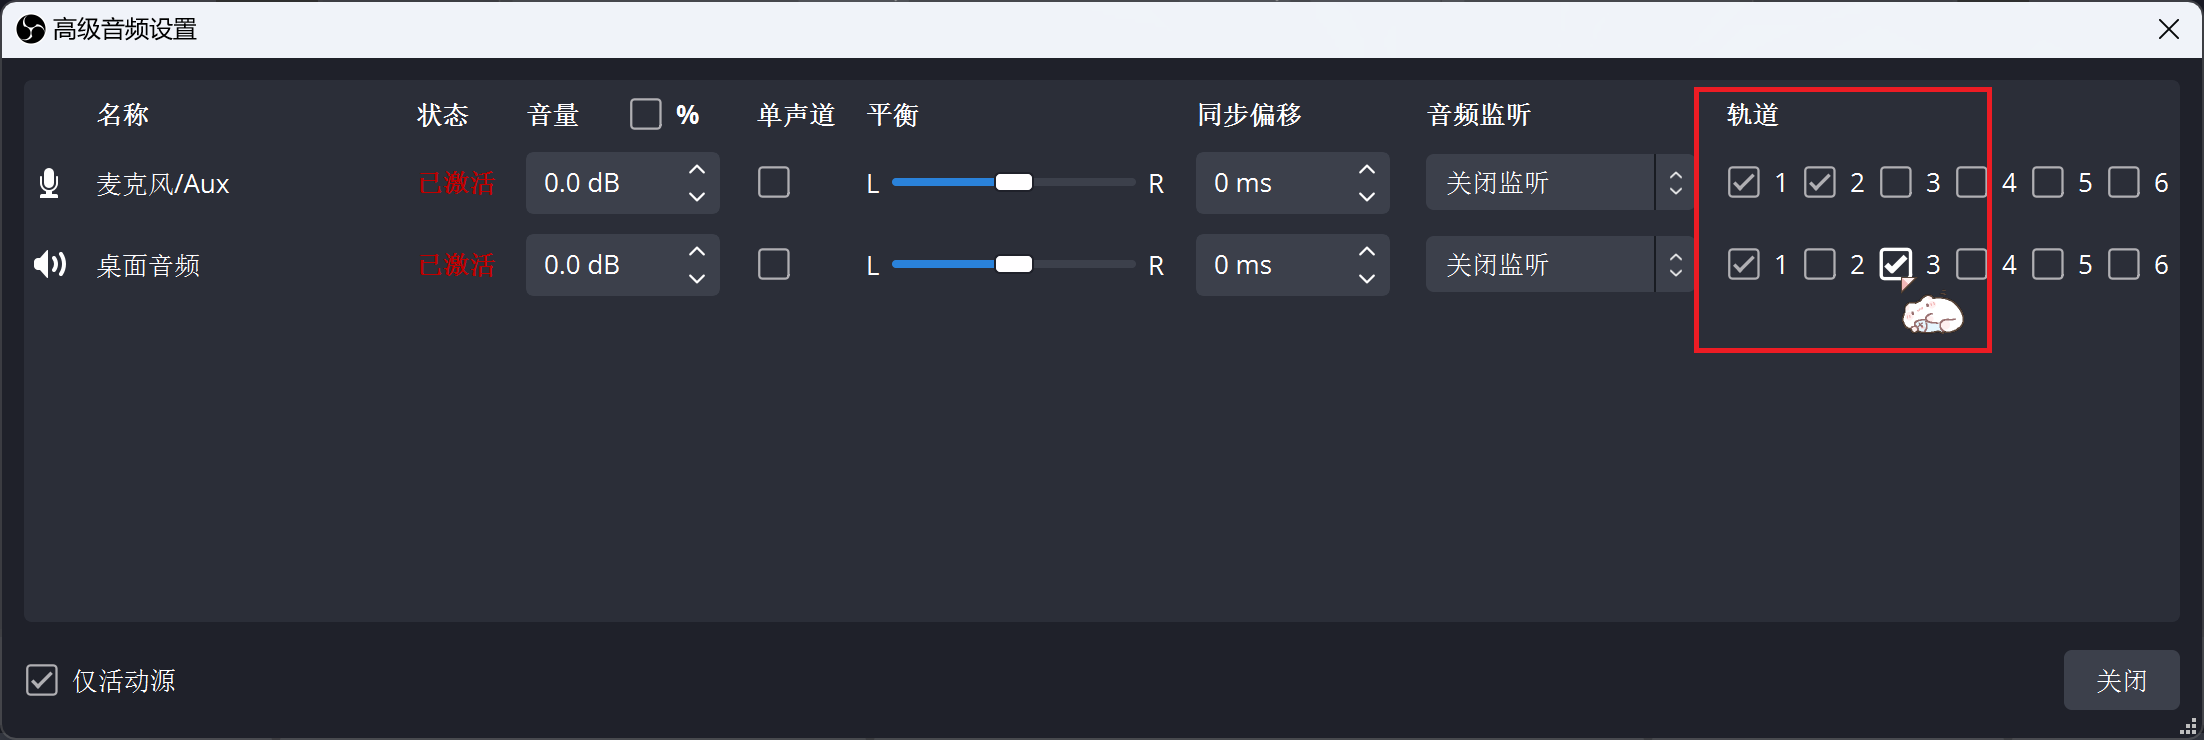 高级音频设置
名称 状态 音量 % 单声道 平衡 同步偏移 音频监听 轨道
麦克风/Aux 已激活 0.0 dB L R 0 ms 关闭监听 1 2 3 4 5 6
桌面音频 已激活 0.0 dB L R 0 ms 关闭监听 1 2 3 4 5 6
仅活动源 关闭